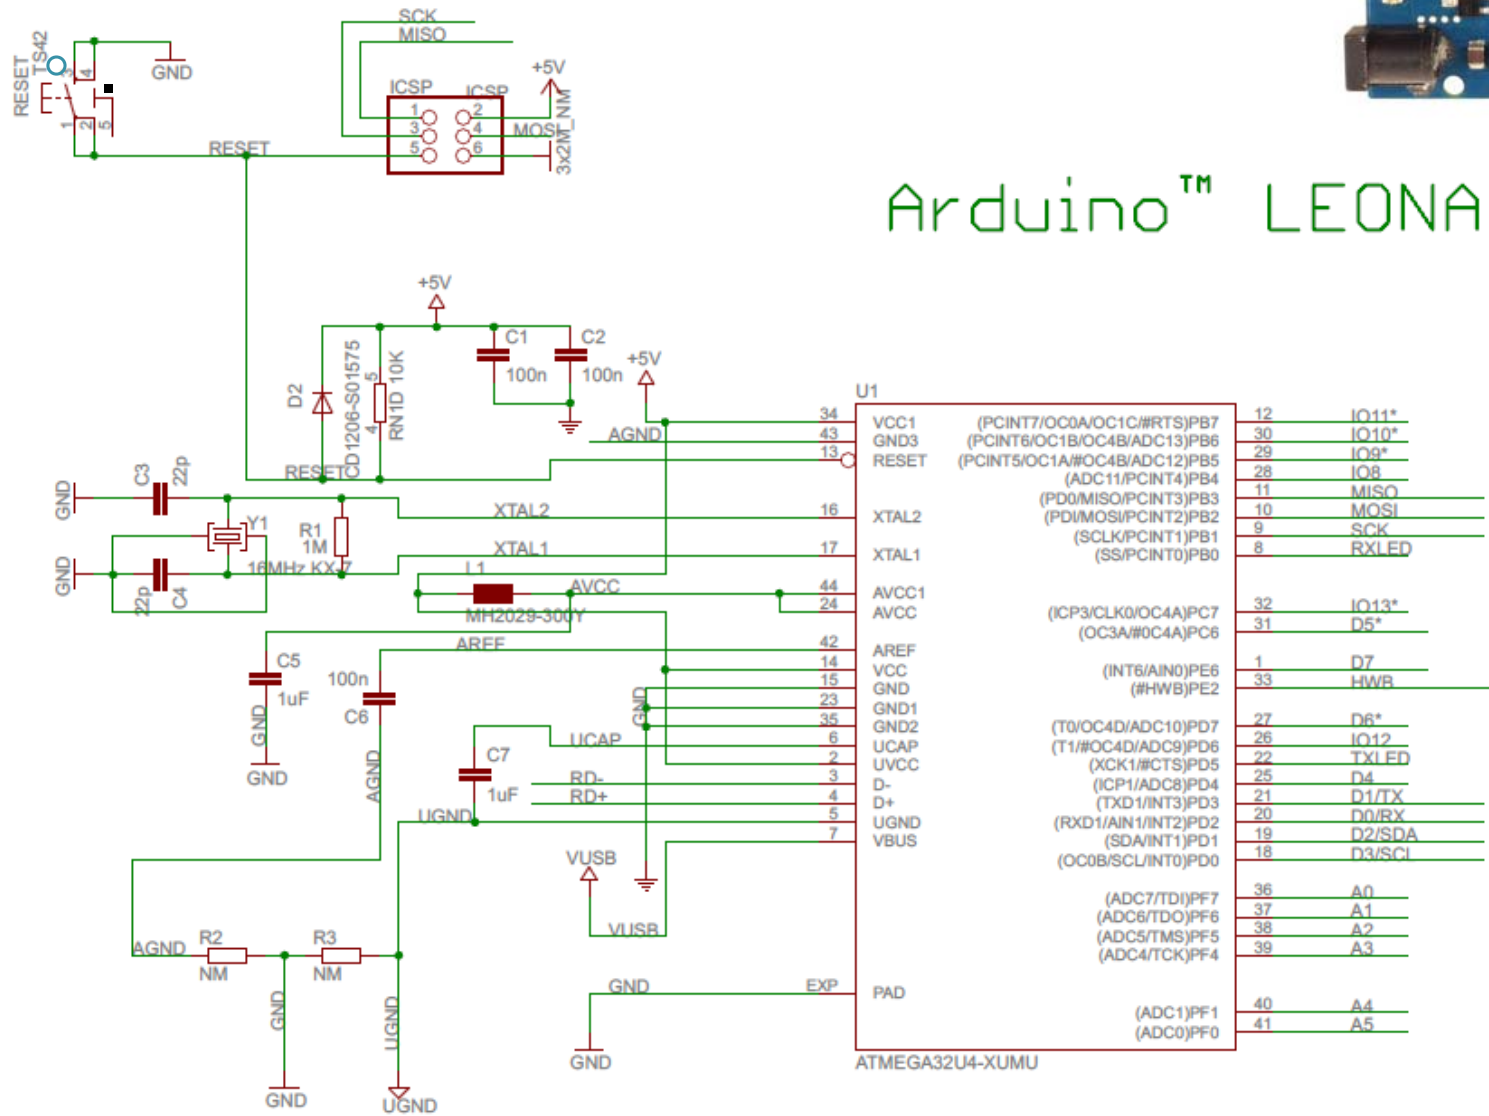 SCK
MISO
RESET
TS42
3
4
1
2
5
GND
+5V
ICSP
ICSP
1
2
3
4
MOSI
5
6
3x2M_NM
RESET
Arduino™ LEONA
+5V
C1
100n
C2
100n
+5V
D2
CD1206-S01575
5
4
RN1D 10K
AGND
RESET
C3
22p
GND
Y1
16MHz KX-7
R1
1M
XTAL2
XTAL1
GND
22p
C4
L1
MH2029-300Y
AVCC
AREF
C5
1uF
GND
GND
100n
C6
AGND
GND
UCAP
C7
1uF
RD-
RD+
UGND
VUSB
VUSB
AGND
R2
NM
R3
NM
GND
GND
UGND
UGND
GND
GND
U1
34 VCC1
43 GND3
13 RESET
16 XTAL2
17 XTAL1
44 AVCC1
24 AVCC
42 AREF
14 VCC
15 GND
23 GND1
35 GND2
6 UCAP
2 UVCC
3 D-
4 D+
5 UGND
7 VBUS
EXP PAD
(PCINT7/OC0A/OC1C/#RTS)PB7 12 IO11*
(PCINT6/OC1B/OC4B/ADC13)PB6 30 IO10*
(PCINT5/OC1A/#OC4B/ADC12)PB5 29 IO9*
(ADC11/PCINT4)PB4 28 IO8
(PD0/MISO/PCINT3)PB3 11 MISO
(PDI/MOSI/PCINT2)PB2 10 MOSI
(SCLK/PCINT1)PB1 9 SCK
(SS/PCINT0)PB0 8 RXLED
(ICP3/CLK0/OC4A)PC7 32 IO13*
(OC3A/#0C4A)PC6 31 D5*
(INT6/AIN0)PE6 1 D7
(#HWB)PE2 33 HWB
(T0/OC4D/ADC10)PD7 27 D6*
(T1/#OC4D/ADC9)PD6 26 IO12
(XCK1/#CTS)PD5 22 TXLED
(ICP1/ADC8)PD4 25 D4
(TXD1/INT3)PD3 21 D1/TX
(RXD1/AIN1/INT2)PD2 20 D0/RX
(SDA/INT1)PD1 19 D2/SDA
(OC0B/SCL/INT0)PD0 18 D3/SCL
(ADC7/TDI)PF7 36 A0
(ADC6/TDO)PF6 37 A1
(ADC5/TMS)PF5 38 A2
(ADC4/TCK)PF4 39 A3
(ADC1)PF1 40 A4
(ADC0)PF0 41 A5
ATMEGA32U4-XUMU